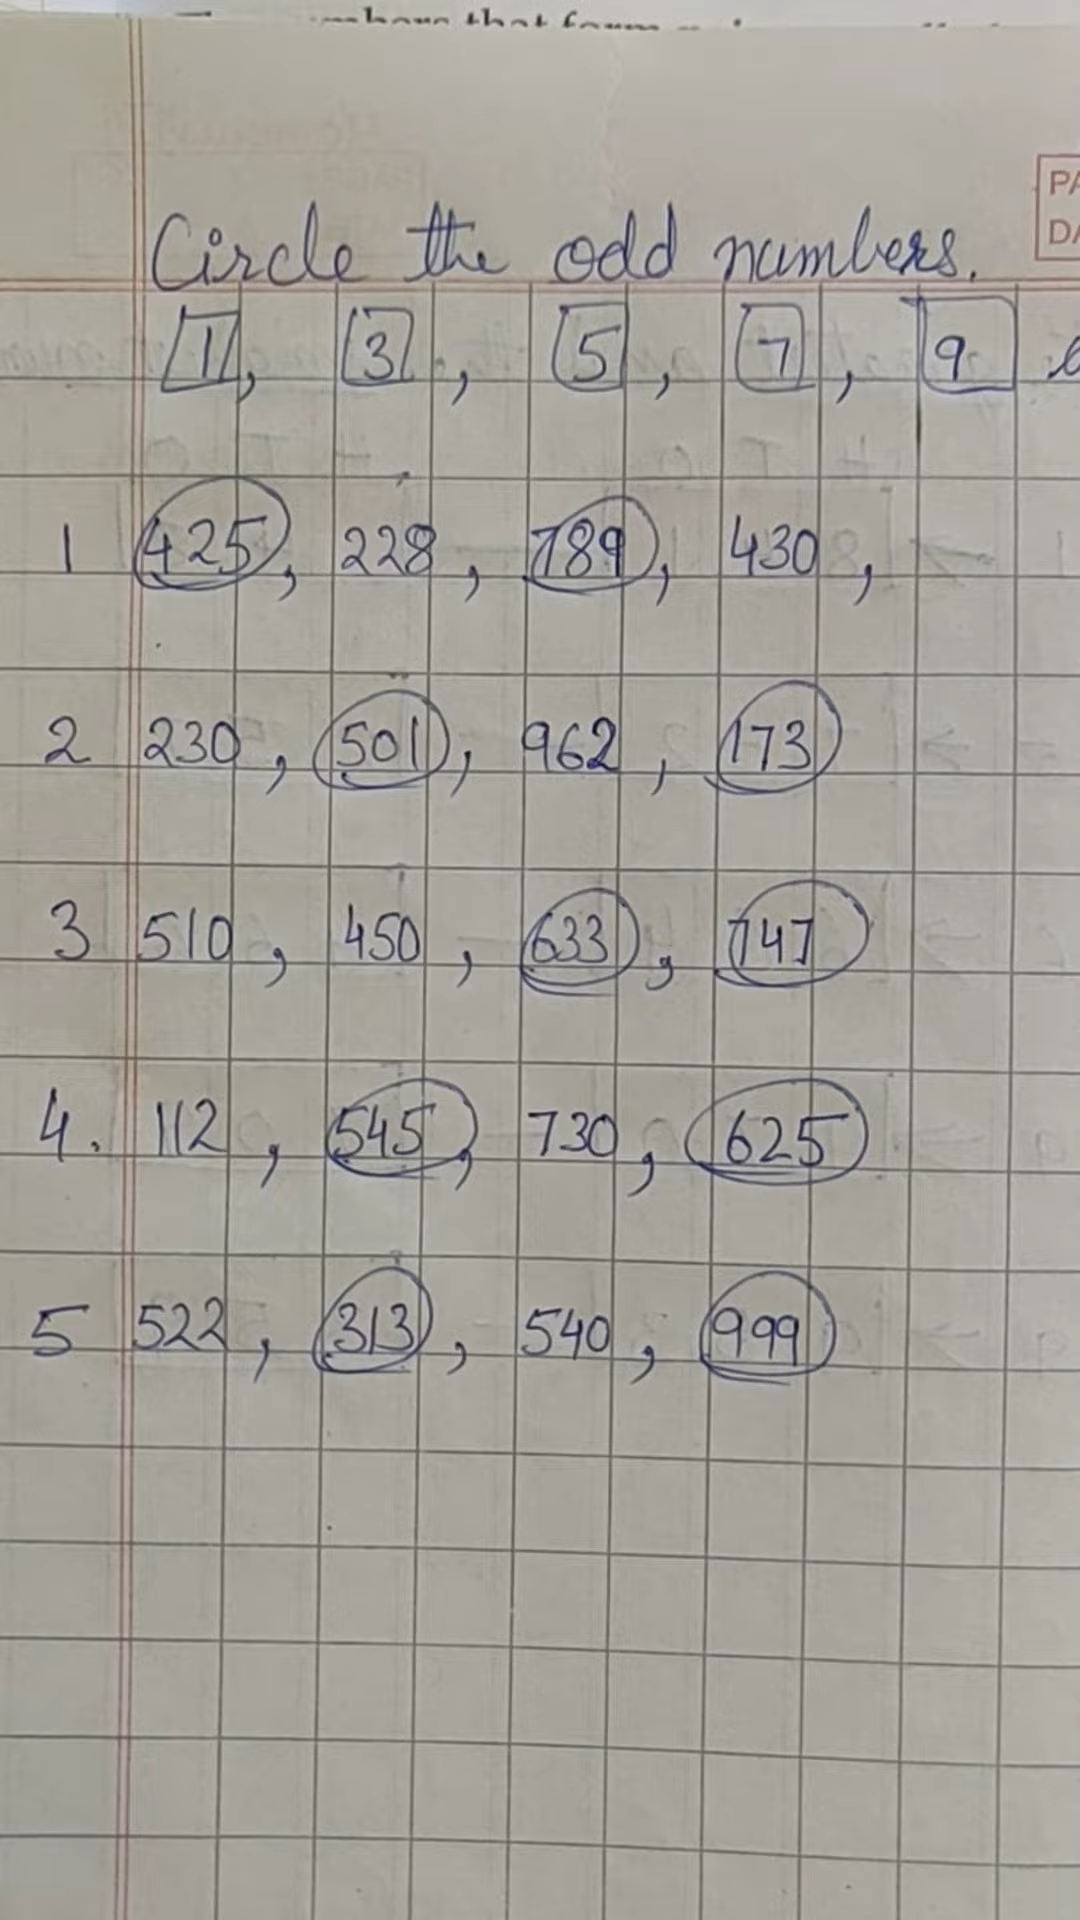 Circle the odd numbers.
1, 3, 5, 7, 9
1 425, 228, 789, 430,
2 230, 501, 962, 173
3 510, 450, 633, 747
4. 112, 545, 730, 625
5 522, 313, 540, 999